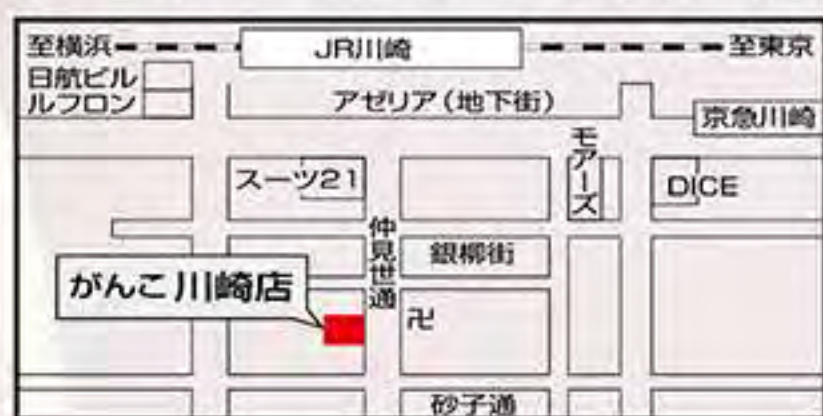 至横浜
JR川崎
至東京
日航ビル
ルフロン
アゼリア(地下街)
京急川崎
モアーズ
スーツ21
DICE
仲見世通
銀柳街
がんこ川崎店
卍
砂子通